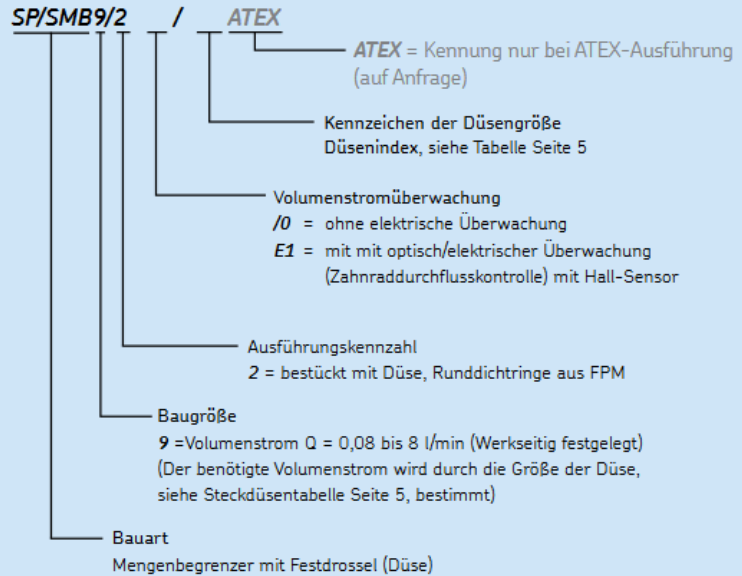 SP/SMB9/2 / ATEX
ATEX = Kennung nur bei ATEX-Ausführung
(auf Anfrage)
Kennzeichen der Düsengröße
Düsenindex, siehe Tabelle Seite 5
Volumenstromüberwachung
/0 = ohne elektrische Überwachung
E1 = mit mit optisch/elektrischer Überwachung
(Zahnraddurchflusskontrolle) mit Hall-Sensor
Ausführungskennzahl
2 = bestückt mit Düse, Runddichtringe aus FPM
Baugröße
9 =Volumenstrom Q = 0,08 bis 8 l/min (Werkseitig festgelegt)
(Der benötigte Volumenstrom wird durch die Größe der Düse,
siehe Steckdüsentabelle Seite 5, bestimmt)
Bauart
Mengenbegrenzer mit Festdrossel (Düse)